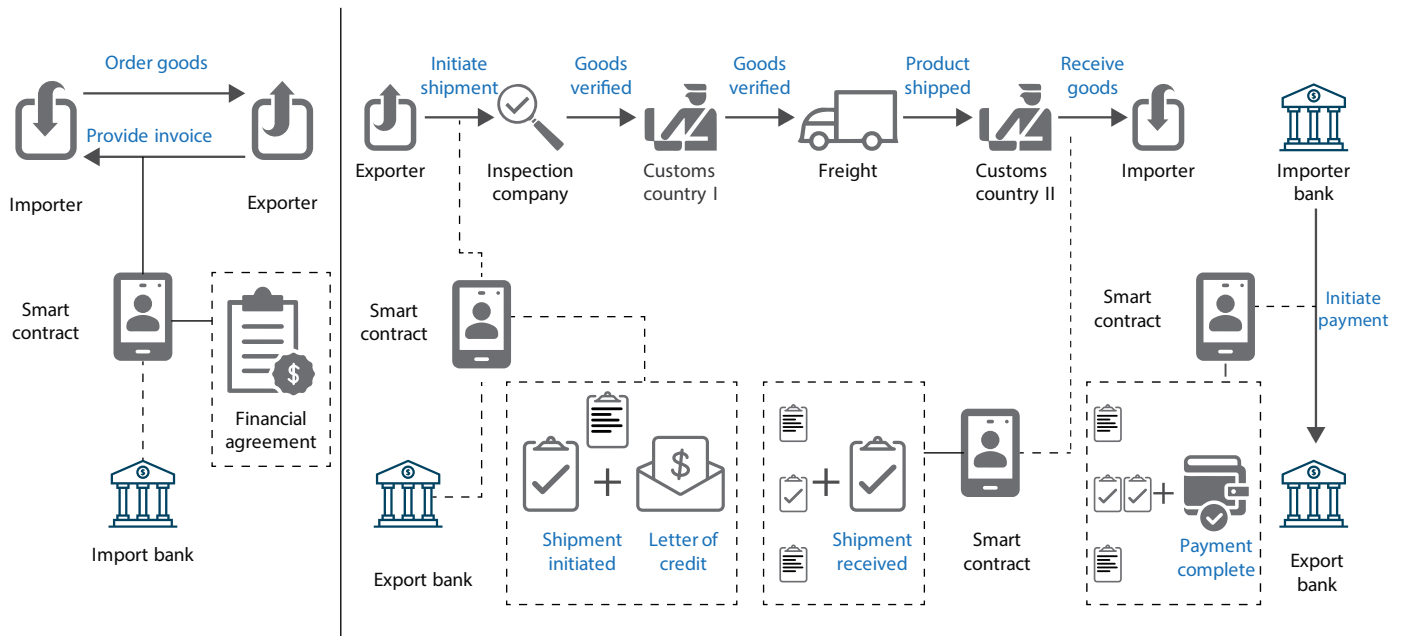 Order goods
Provide invoice
Importer
Exporter
Smart
contract
$
Financial
agreement
$
Import bank
Initiate
shipment
Goods
verified
Goods
verified
Product
shipped
Receive
goods
$
Exporter
Inspection
company
Customs
country I
Freight
Customs
country II
Importer
Importer
bank
Smart
contract
Smart
contract
Initiate
payment
$
+
$
+
+
$
Shipment
initiated
Letter of
credit
Shipment
received
Smart
contract
Payment
complete
Export bank
Export
bank